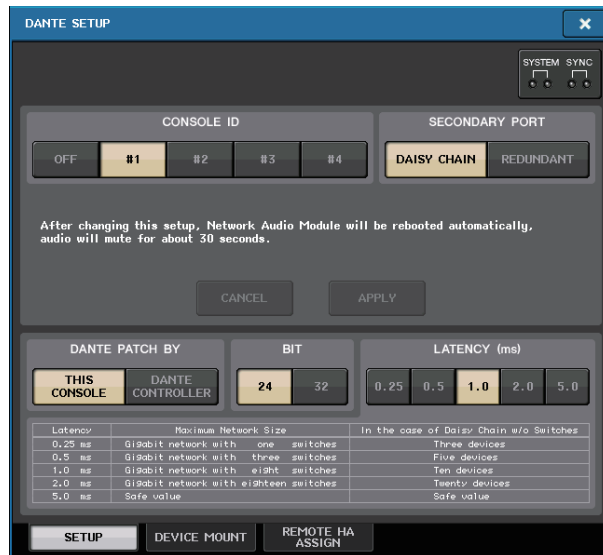 DANTE SETUP
SYSTEM SYNC
CONSOLE ID
SECONDARY PORT
OFF #1 #2 #3 #4 DAISY CHAIN REDUNDANT
After changing this setup, Network Audio Module will be rebooted automatically,
audio will mute for about 30 seconds.
CANCEL APPLY
DANTE PATCH BY BIT LATENCY (ms)
THIS CONSOLE DANTE CONTROLLER 24 32 0.25 0.5 1.0 2.0 5.0
Latency Maximum Network Size In the case of Daisy Chain w/o Switches
0.25 ms Gigabit network with one switches Three devices
0.5 ms Gigabit network with three switches Five devices
1.0 ms Gigabit network with eight switches Ten devices
2.0 ms Gigabit network with eighteen switches Twenty devices
5.0 ms Safe value Safe value
SETUP DEVICE MOUNT REMOTE HA ASSIGN